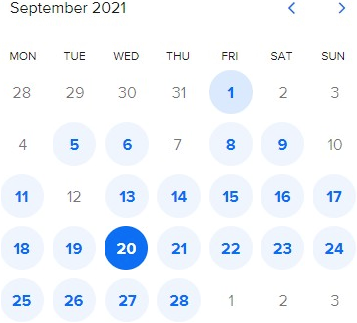 September 2021
MON TUE WED THU FRI SAT SUN
28 29 30 31 1 2 3
4 5 6 7 8 9 10
11 12 13 14 15 16 17
18 19 20 21 22 23 24
25 26 27 28 1 2 3